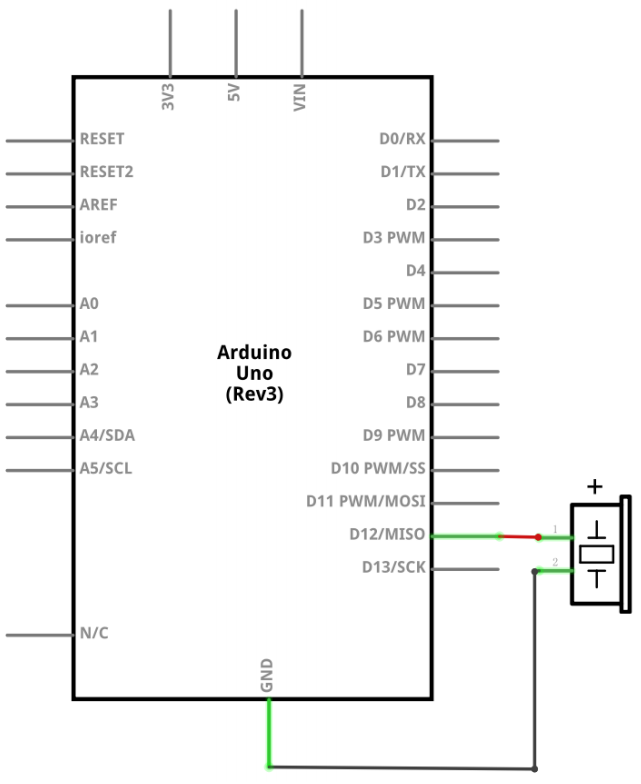 3V3
5V
VIN
RESET
RESET2
AREF
ioref
A0
A1
A2
A3
A4/SDA
A5/SCL
N/C
Arduino
Uno
(Rev3)
D0/RX
D1/TX
D2
D3 PWM
D4
D5 PWM
D6 PWM
D7
D8
D9 PWM
D10 PWM/SS
D11 PWM/MOSI
D12/MISO
D13/SCK
GND
+
1
2